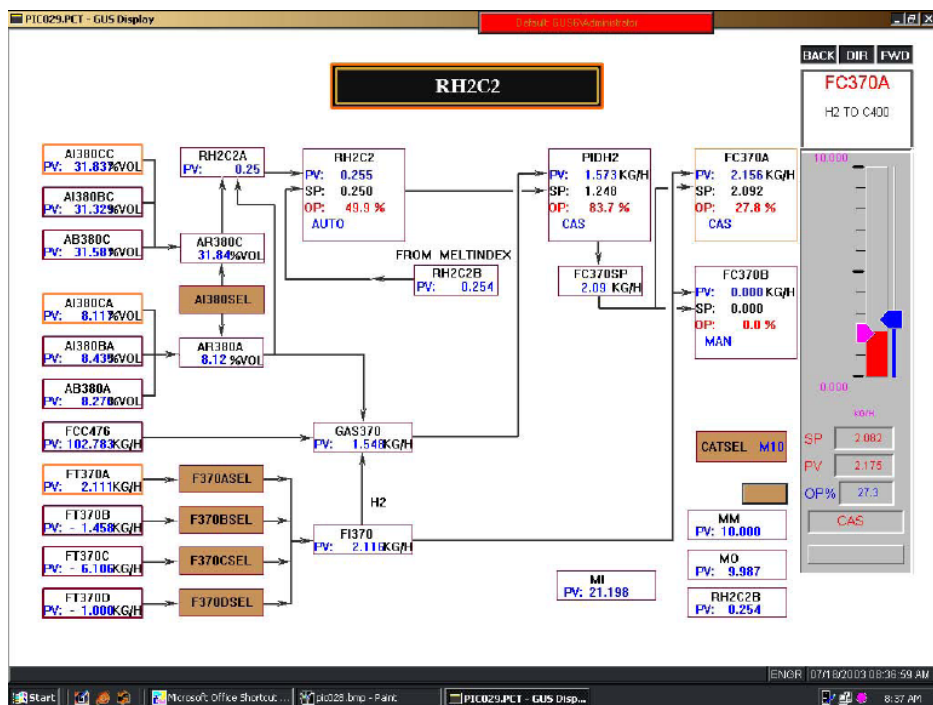 PIC029.PCT - GUS Display
Default: GUS6\Administrator
BACK DIR FWD
RH2C2
FC370A
H2 TO C400
AI380CC
PV: 31.837%VOL
AI380BC
PV: 31.329%VOL
AB380C
PV: 31.587%VOL
RH2C2A
PV: 0.25
RH2C2
PV: 0.255
SP: 0.250
OP: 49.9 %
AUTO
PIDH2
PV: 1.573 KG/H
SP: 1.248
OP: 83.7 %
CAS
FC370A
PV: 2.156 KG/H
SP: 2.092
OP: 27.8 %
CAS
10.000
AR380C
31.84%VOL
FROM MELTINDEX
RH2C2B
PV: 0.254
FC370SP
2.09 KG/H
FC370B
PV: 0.000 KG/H
SP: 0.000
OP: 0.0 %
MAN
AI380SEL
AI380CA
PV: 8.117%VOL
AI380BA
PV: 8.435%VOL
AB380A
PV: 8.270%VOL
AR380A
8.12 %VOL
0.000
KG/H
FCC476
PV: 102.783KG/H
GAS370
PV: 1.548KG/H
CATSEL M10
SP 2.082
PV 2.175
OP% 27.3
CAS
FT370A
PV: 2.111KG/H
F370ASEL
H2
FT370B
PV: - 1.458KG/H
F370BSEL
FI370
PV: 2.116KG/H
MM
PV: 10.000
FT370C
PV: - 6.106KG/H
F370CSEL
MO
PV: 9.987
FT370D
PV: - 1.000KG/H
F370DSEL
MI
PV: 21.198
RH2C2B
PV: 0.254
ENGR 07/18/2003 08:36:59 AM
Start
Microsoft Office Shortcut ...
pic028.bmp - Paint
PIC029.PCT - GUS Disp...
8:37 AM